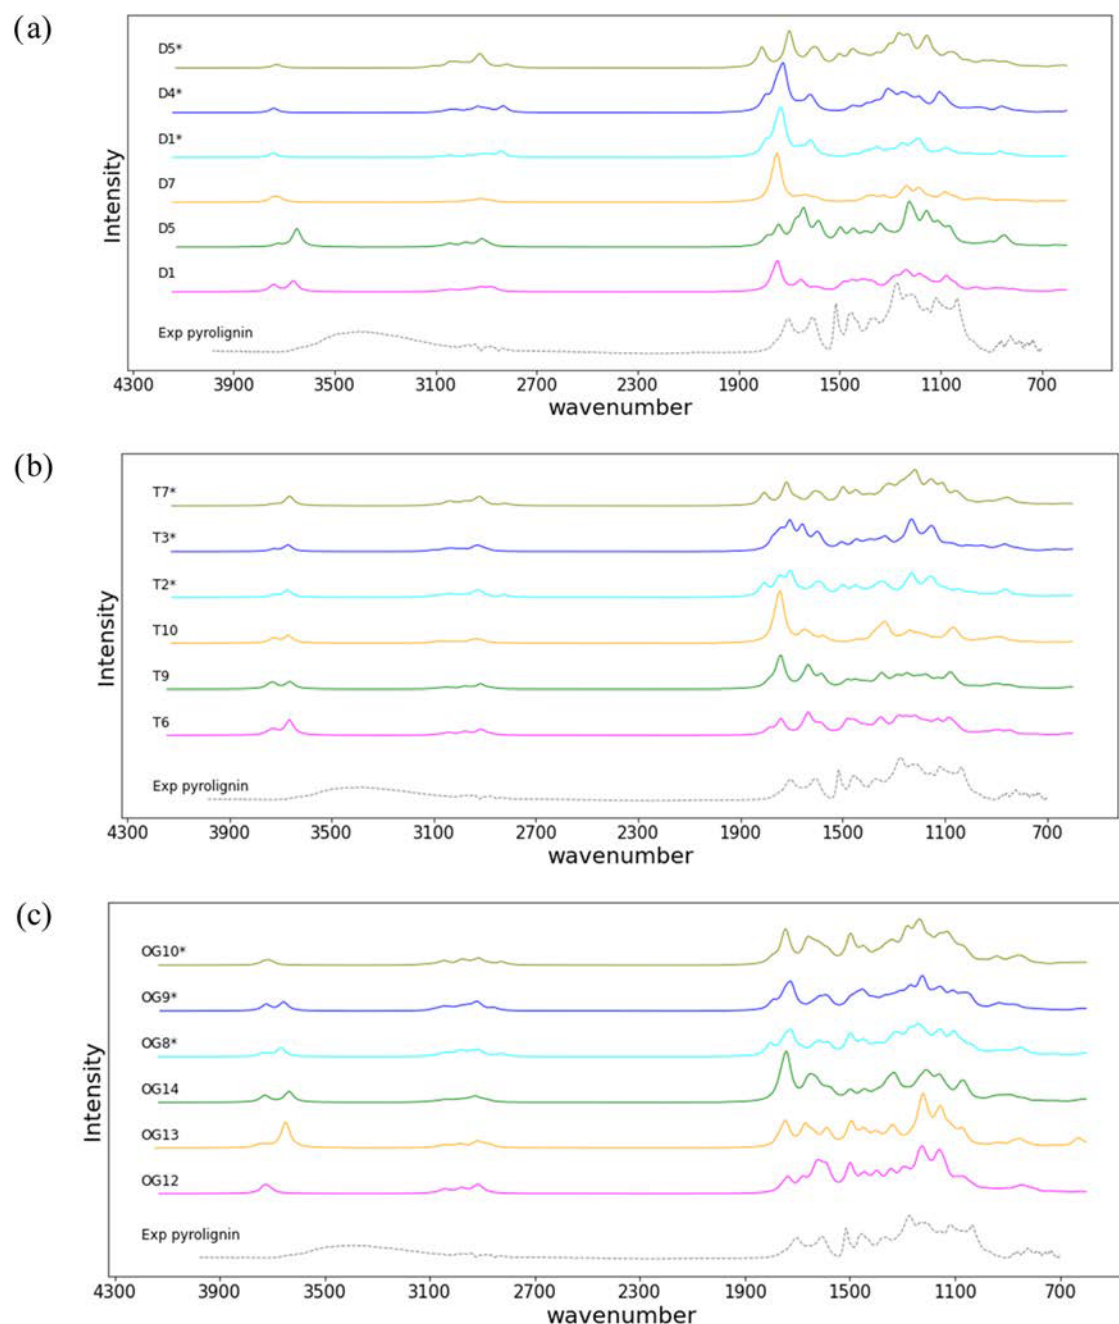 (a)
D5*
D4*
D1*
D7
D5
D1
Exp pyrolignin
Intensity
4300 3900 3500 3100 2700 2300 1900 1500 1100 700
wavenumber
(b)
T7*
T3*
T2*
T10
T9
T6
Exp pyrolignin
Intensity
4300 3900 3500 3100 2700 2300 1900 1500 1100 700
wavenumber
(c)
OG10*
OG9*
OG8*
OG14
OG13
OG12
Exp pyrolignin
Intensity
4300 3900 3500 3100 2700 2300 1900 1500 1100 700
wavenumber